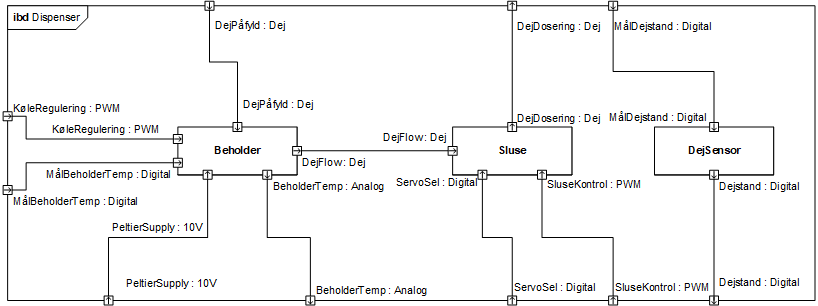 ibd Dispenser
DejPåfyld : Dej
DejDosering : Dej
MålDejstand : Digital
KøleRegulering : PWM
DejPåfyld : Dej
DejDosering : Dej
MålDejstand : Digital
KøleRegulering : PWM
DejFlow: Dej
Beholder
Sluse
DejSensor
DejFlow: Dej
MålBeholderTemp : Digital
BeholderTemp : Analog
ServoSel : Digital
SluseKontrol : PWM
Dejstand : Digital
MålBeholderTemp : Digital
PeltierSupply : 10V
PeltierSupply : 10V
BeholderTemp : Analog
ServoSel : Digital
SluseKontrol : PWM
Dejstand : Digital